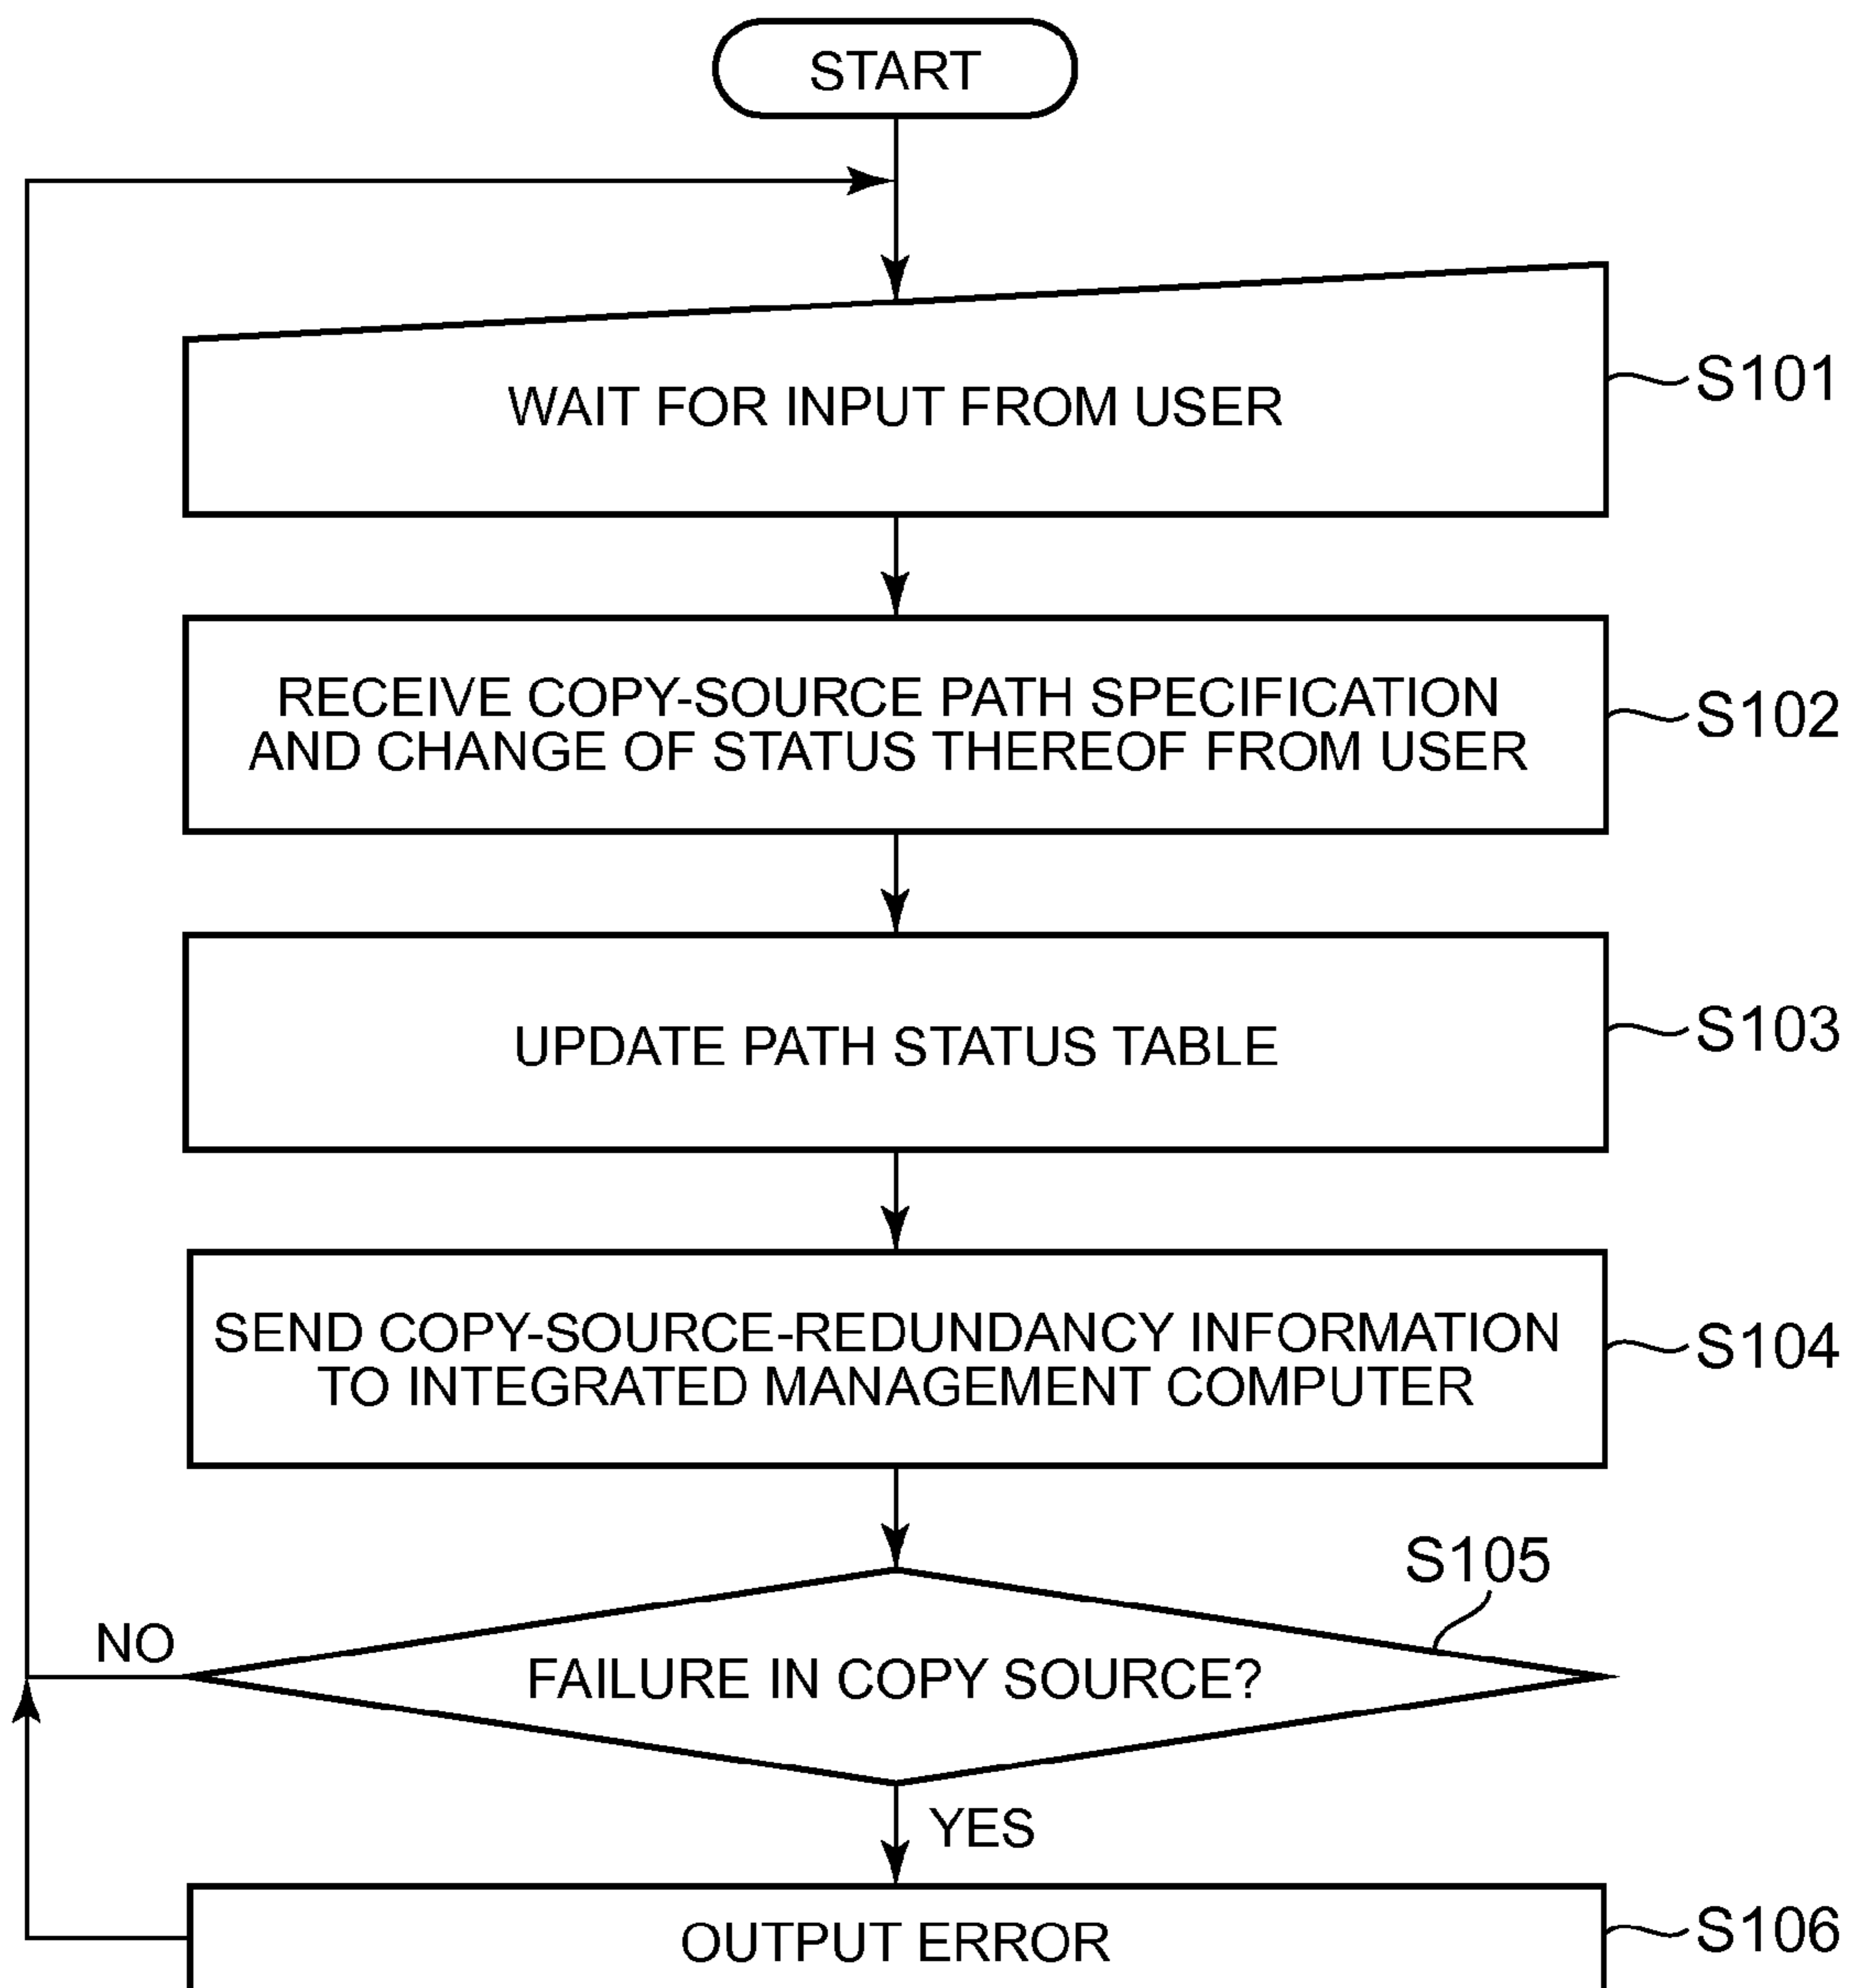 START
WAIT FOR INPUT FROM USER
S101
RECEIVE COPY-SOURCE PATH SPECIFICATION
AND CHANGE OF STATUS THEREOF FROM USER
S102
UPDATE PATH STATUS TABLE
S103
SEND COPY-SOURCE-REDUNDANCY INFORMATION
TO INTEGRATED MANAGEMENT COMPUTER
S104
S105
NO
FAILURE IN COPY SOURCE?
YES
OUTPUT ERROR
S106